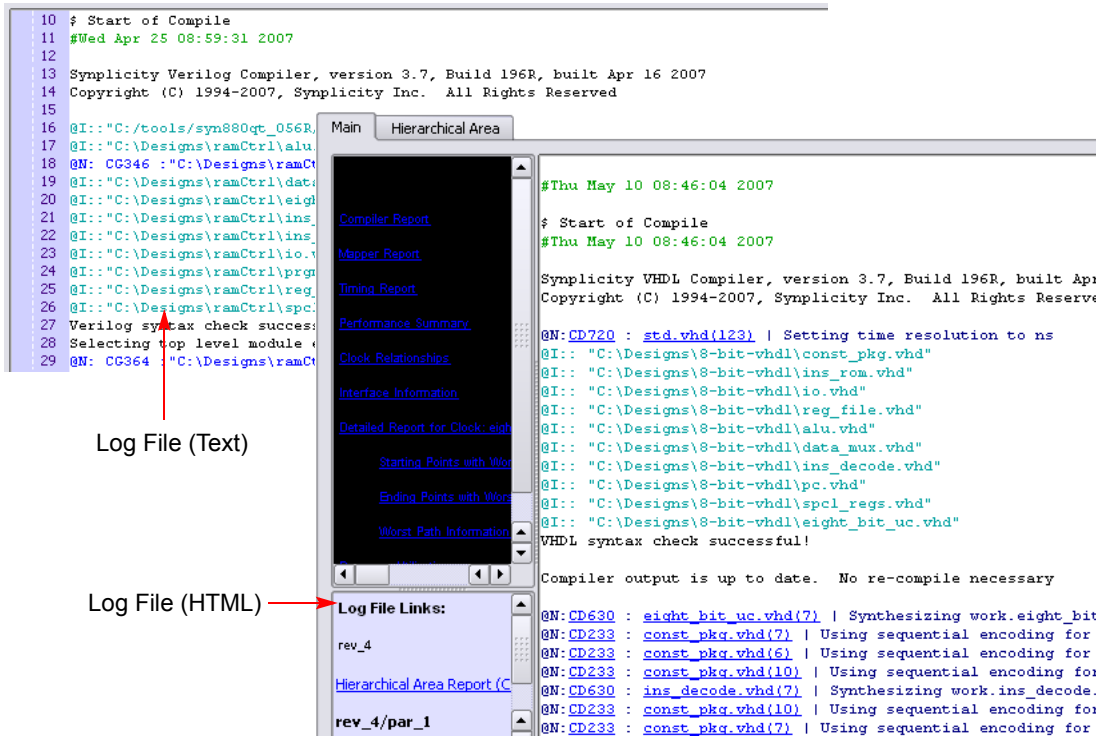 10 $ Start of Compile
11 #Wed Apr 25 08:59:31 2007
12
13 Synplicity Verilog Compiler, version 3.7, Build 196R, built Apr 16 2007
14 Copyright (C) 1994-2007, Synplicity Inc.  All Rights Reserved
15
16 @I::"C:/tools/syn880qt_056R/
17 @I::"C:\Designs\ramCtrl\alu.
18 @N: CG346 :"C:\Designs\ramCt
19 @I::"C:\Designs\ramCtrl\data
20 @I::"C:\Designs\ramCtrl\eigh
21 @I::"C:\Designs\ramCtrl\ins_
22 @I::"C:\Designs\ramCtrl\ins_
23 @I::"C:\Designs\ramCtrl\io.v
24 @I::"C:\Designs\ramCtrl\prgm
25 @I::"C:\Designs\ramCtrl\reg_
26 @I::"C:\Designs\ramCtrl\spcl
27 Verilog syntax check success
28 Selecting top level module e
29 @N: CG364 :"C:\Designs\ramCt
Log File (Text)
Log File (HTML)
Main Hierarchical Area
Compiler Report
Mapper Report
Timing Report
Performance Summary
Clock Relationships
Interface Information
Detailed Report for Clock: eigh
Starting Points with Wor
Ending Points with Wors
Worst Path Information
Log File Links:
rev_4
Hierarchical Area Report (C
rev_4/par_1
#Thu May 10 08:46:04 2007
$ Start of Compile
#Thu May 10 08:46:04 2007
Synplicity VHDL Compiler, version 3.7, Build 196R, built Apr
Copyright (C) 1994-2007, Synplicity Inc.  All Rights Reserve
@N:CD720 : std.vhd(123) | Setting time resolution to ns
@I:: "C:\Designs\8-bit-vhdl\const_pkg.vhd"
@I:: "C:\Designs\8-bit-vhdl\ins_rom.vhd"
@I:: "C:\Designs\8-bit-vhdl\io.vhd"
@I:: "C:\Designs\8-bit-vhdl\reg_file.vhd"
@I:: "C:\Designs\8-bit-vhdl\alu.vhd"
@I:: "C:\Designs\8-bit-vhdl\data_mux.vhd"
@I:: "C:\Designs\8-bit-vhdl\ins_decode.vhd"
@I:: "C:\Designs\8-bit-vhdl\pc.vhd"
@I:: "C:\Designs\8-bit-vhdl\spcl_regs.vhd"
@I:: "C:\Designs\8-bit-vhdl\eight_bit_uc.vhd"
VHDL syntax check successful!
Compiler output is up to date.  No re-compile necessary
@N:CD630 : eight_bit_uc.vhd(7) | Synthesizing work.eight_bit
@N:CD233 : const_pkg.vhd(7) | Using sequential encoding for
@N:CD233 : const_pkg.vhd(6) | Using sequential encoding for
@N:CD233 : const_pkg.vhd(10) | Using sequential encoding for
@N:CD630 : ins_decode.vhd(7) | Synthesizing work.ins_decode.
@N:CD233 : const_pkg.vhd(10) | Using sequential encoding for
@N:CD233 : const_pkg.vhd(7) | Using sequential encoding for